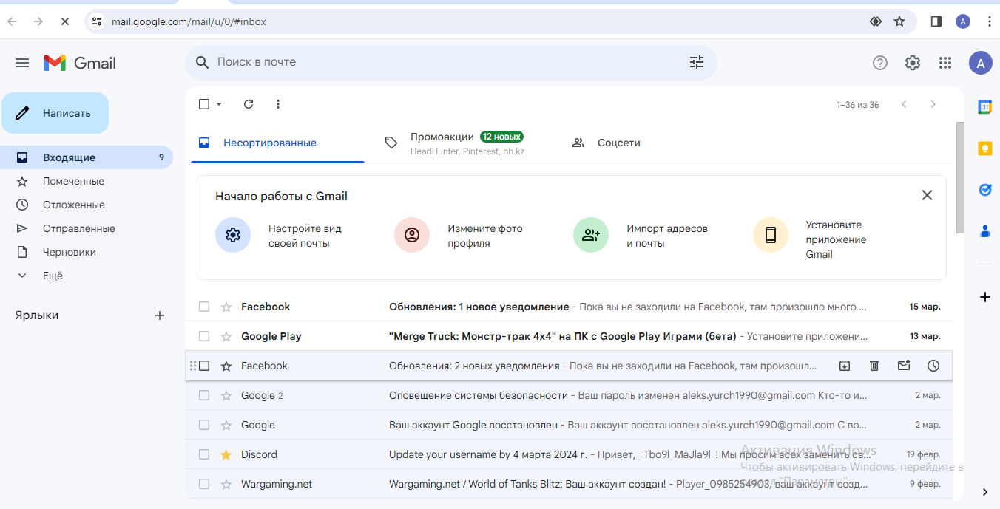 mail.google.com/mail/u/0/#inbox
A
Gmail
Поиск в почте
A
Написать
1–36 из 36
31
Несортированные
Промоакции 12 новых
HeadHunter, Pinterest, hh.kz
Соцсети
Входящие 9
Помеченные
Отложенные
Отправленные
Черновики
Ещё
Ярлыки
Начало работы с Gmail
Настройте вид
своей почты
Измените фото
профиля
Импорт адресов
и почты
Установите
приложение
Gmail
Facebook Обновления: 1 новое уведомление - Пока вы не заходили на Facebook, там произошло много ... 15 мар.
Google Play "Merge Truck: Монстр-трак 4x4" на ПК с Google Play Играми (бета) - Установите приложени... 13 мар.
Facebook Обновления: 2 новых уведомления - Пока вы не заходили на Facebook, там произошл...
Google 2 Оповещение системы безопасности - Ваш пароль изменен aleks.yurch1990@gmail.com Кто-то и... 2 мар.
Google Ваш аккаунт Google восстановлен - Ваш аккаунт восстановлен aleks.yurch1990@gmail.com С во... 2 мар.
Discord Update your username by 4 марта 2024 г. - Привет, _Tbo9l_MaJla9l_! Мы просим всех заменить св... 19 февр.
Wargaming.net Wargaming.net / World of Tanks Blitz: Ваш аккаунт создан! - Player_0985254903, ваш аккаунт созд... 9 февр.
Активация Windows
Чтобы активировать Windows, перейдите в
раздел "Параметры".